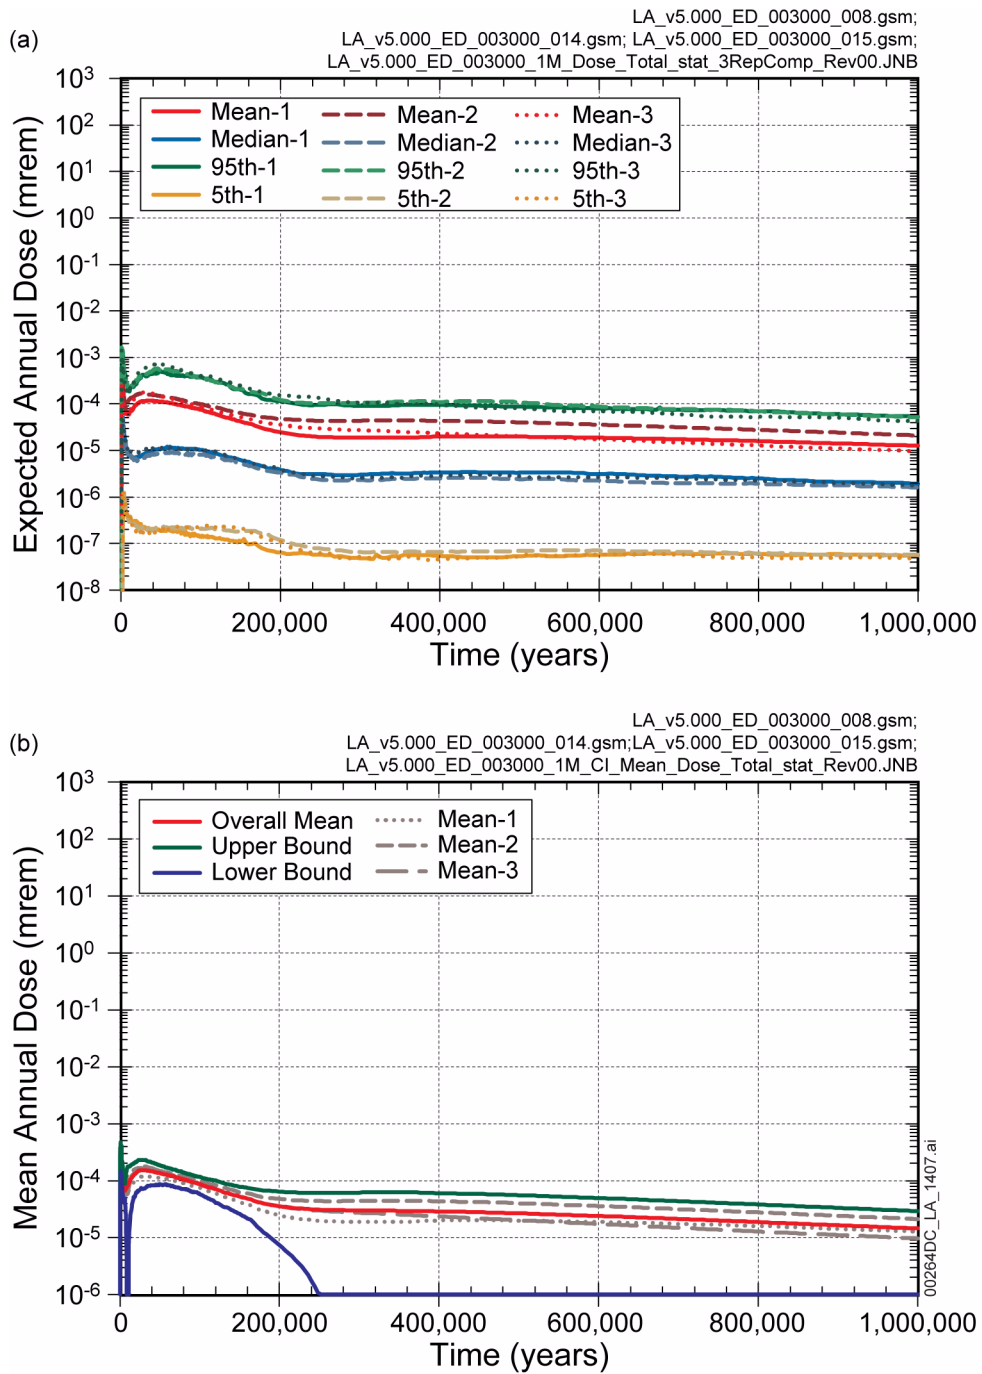 LA_v5.000_ED_003000_008.gsm;
(a)
LA_v5.000_ED_003000_014.gsm; LA_v5.000_ED_003000_015.gsm;
LA_v5.000_ED_003000_1M_Dose_Total_stat_3RepComp_Rev00.JNB
10³
10²
10¹
10⁰
10⁻¹
10⁻²
10⁻³
10⁻⁴
10⁻⁵
10⁻⁶
10⁻⁷
10⁻⁸
Expected Annual Dose (mrem)
Mean-1 Mean-2 Mean-3
Median-1 Median-2 Median-3
95th-1 95th-2 95th-3
5th-1 5th-2 5th-3
0 200,000 400,000 600,000 800,000 1,000,000
Time (years)
LA_v5.000_ED_003000_008.gsm;
(b)
LA_v5.000_ED_003000_014.gsm;LA_v5.000_ED_003000_015.gsm;
LA_v5.000_ED_003000_1M_CI_Mean_Dose_Total_stat_Rev00.JNB
10³
10²
10¹
10⁰
10⁻¹
10⁻²
10⁻³
10⁻⁴
10⁻⁵
10⁻⁶
Mean Annual Dose (mrem)
Overall Mean Mean-1
Upper Bound Mean-2
Lower Bound Mean-3
0 200,000 400,000 600,000 800,000 1,000,000
Time (years)
00264DC_LA_1407.ai